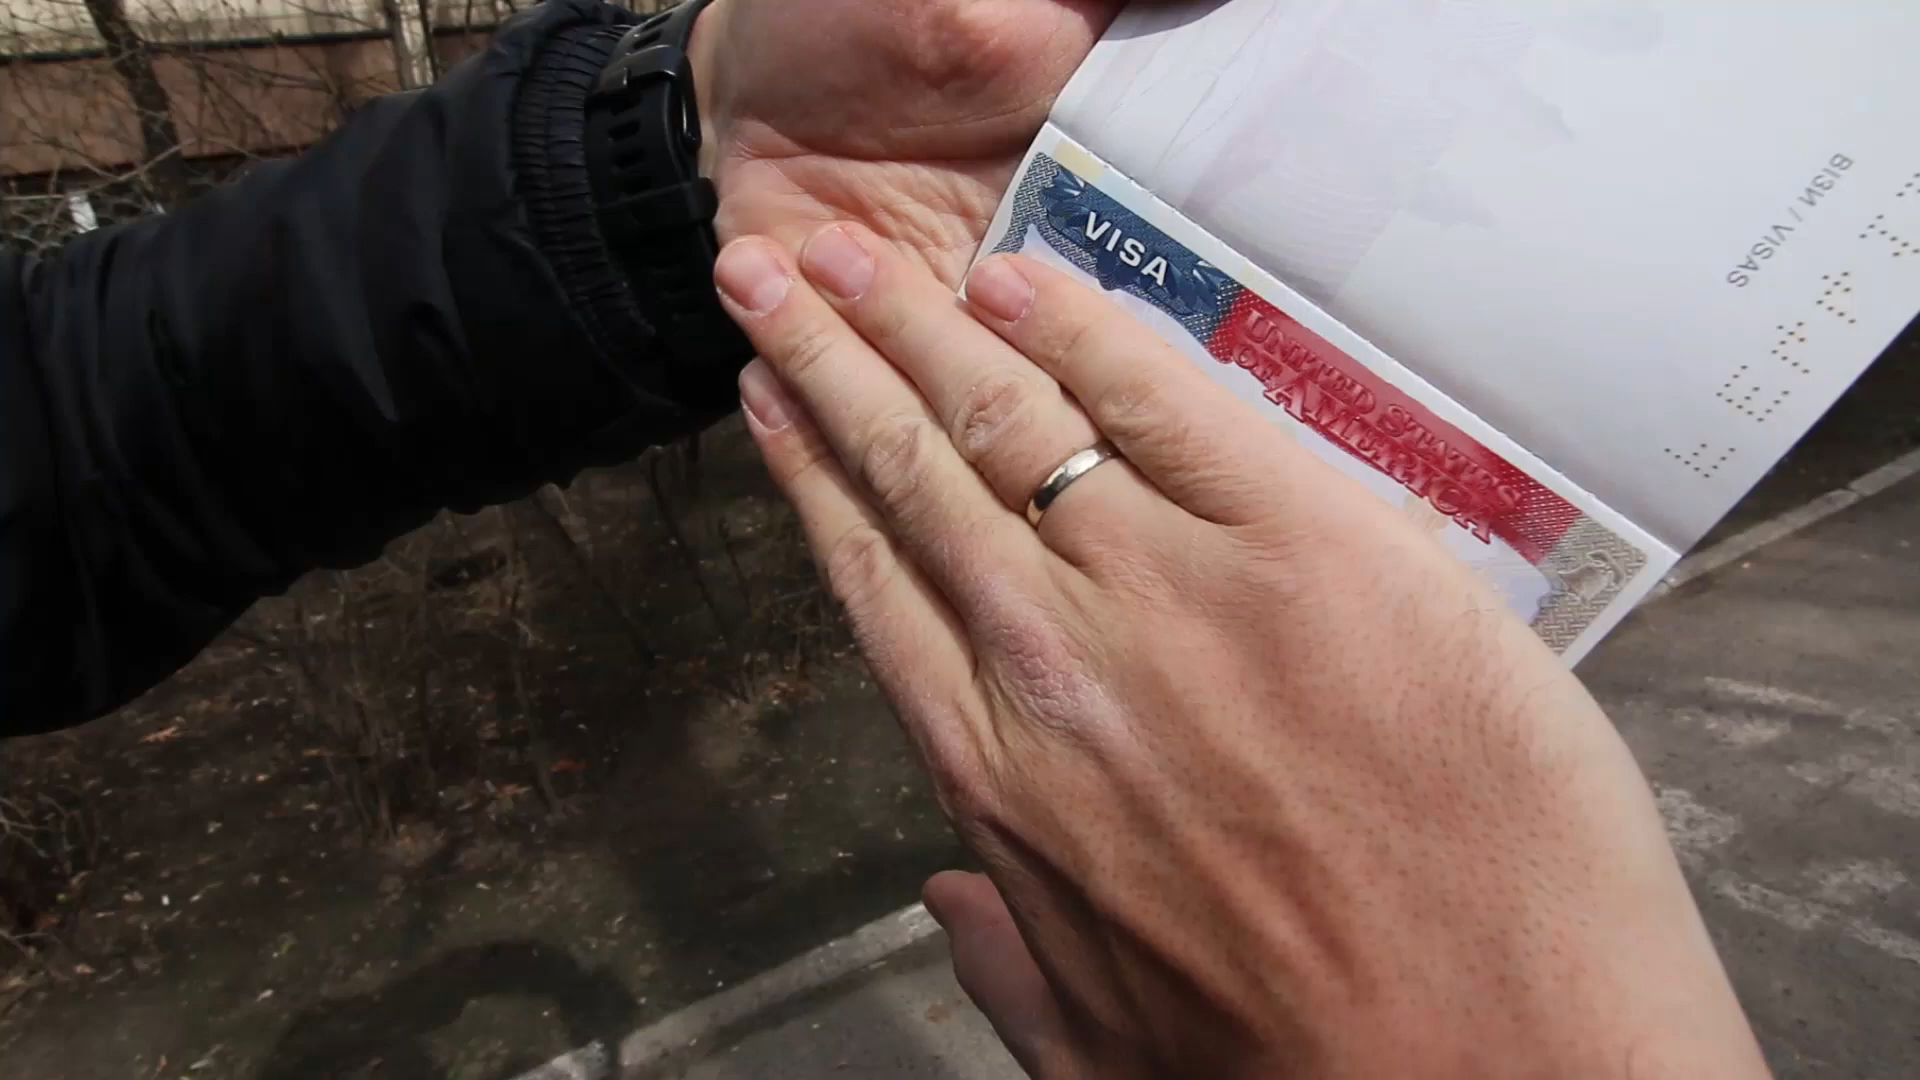 VISA
UNITED STATES
OF AMERICA
ВІЗИ / VISAS